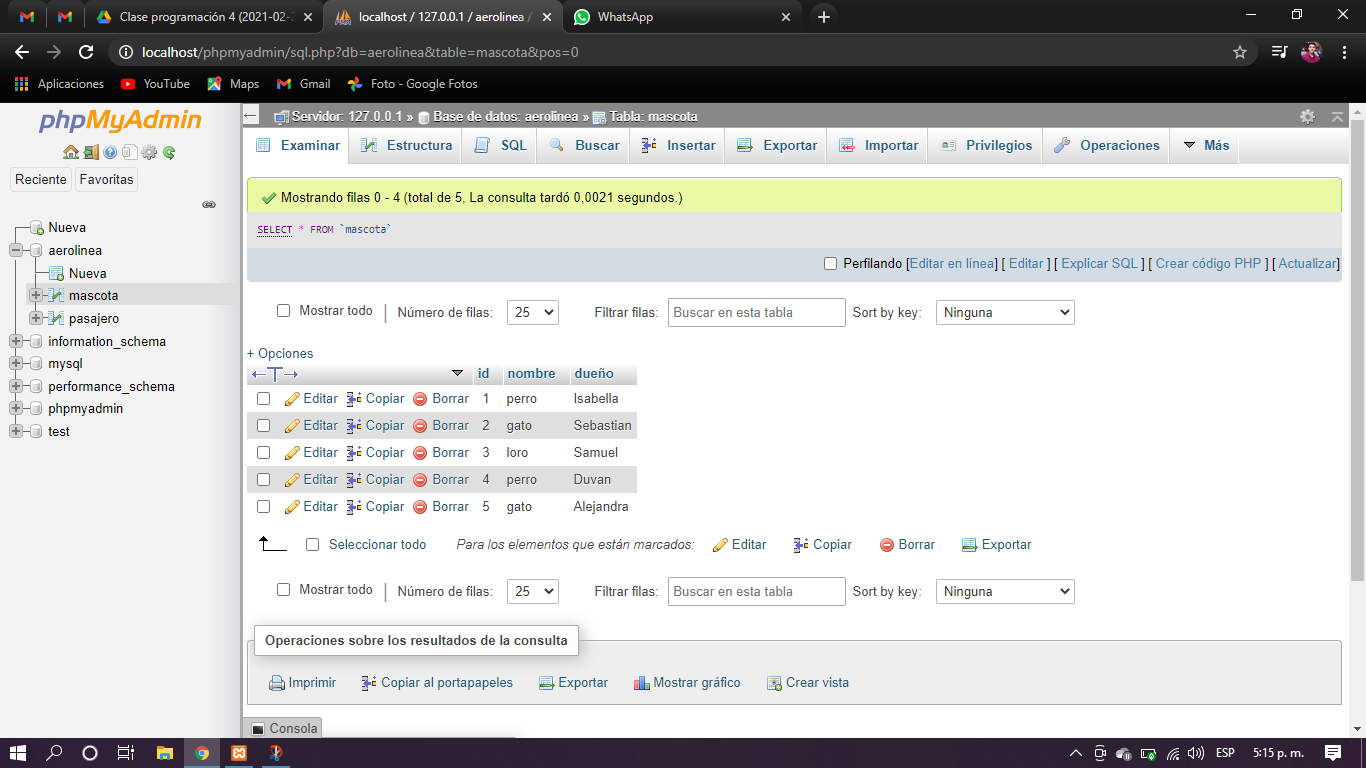 Clase programación 4 (2021-02-2
localhost / 127.0.0.1 / aerolinea /
WhatsApp
localhost/phpmyadmin/sql.php?db=aerolinea&table=mascota&pos=0
Aplicaciones YouTube Maps Gmail Foto - Google Fotos
phpMyAdmin
Reciente Favoritas
Nueva
aerolinea
Nueva
mascota
pasajero
information_schema
mysql
performance_schema
phpmyadmin
test
Servidor: 127.0.0.1 » Base de datos: aerolinea » Tabla: mascota
Examinar Estructura SQL Buscar Insertar Exportar Importar Privilegios Operaciones Más
Mostrando filas 0 - 4 (total de 5, La consulta tardó 0,0021 segundos.)
SELECT * FROM `mascota`
Perfilando [Editar en línea] [ Editar ] [ Explicar SQL ] [ Crear código PHP ] [ Actualizar]
Mostrar todo | Número de filas: 25 Filtrar filas: Buscar en esta tabla Sort by key: Ninguna
+ Opciones
id nombre dueño
Editar Copiar Borrar 1 perro Isabella
Editar Copiar Borrar 2 gato Sebastian
Editar Copiar Borrar 3 loro Samuel
Editar Copiar Borrar 4 perro Duvan
Editar Copiar Borrar 5 gato Alejandra
Seleccionar todo Para los elementos que están marcados: Editar Copiar Borrar Exportar
Mostrar todo | Número de filas: 25 Filtrar filas: Buscar en esta tabla Sort by key: Ninguna
Operaciones sobre los resultados de la consulta
Imprimir Copiar al portapapeles Exportar Mostrar gráfico Crear vista
Consola
ESP 5:15 p. m.